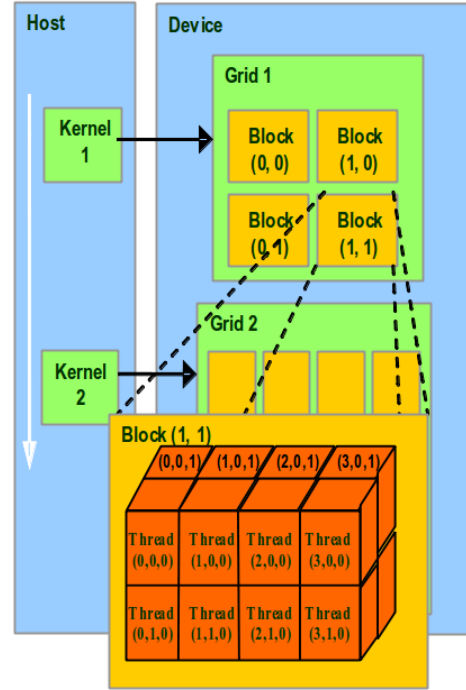 Host
Device
Grid 1
Kernel
1
Block
(0, 0)
Block
(1, 0)
Block
(0, 1)
Block
(1, 1)
Grid 2
Kernel
2
Block (1, 1)
(0,0,1) (1,0,1) (2,0,1) (3,0,1)
Thread
(0,0,0)
Thread
(1,0,0)
Thread
(2,0,0)
Thread
(3,0,0)
Thread
(0,1,0)
Thread
(1,1,0)
Thread
(2,1,0)
Thread
(3,1,0)